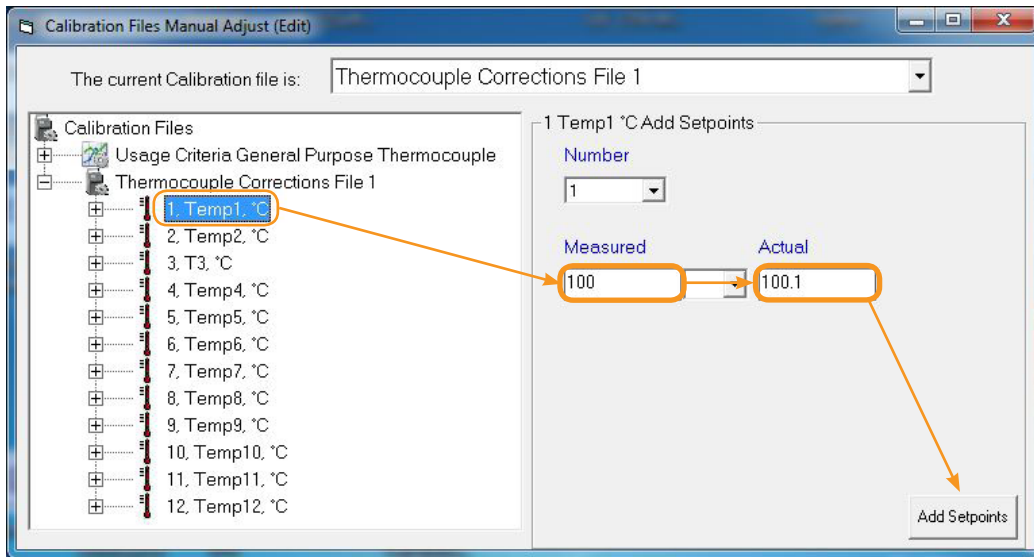 Calibration Files Manual Adjust (Edit)
The current Calibration file is: Thermocouple Corrections File 1
Calibration Files
Usage Criteria General Purpose Thermocouple
Thermocouple Corrections File 1
1, Temp1, °C
2, Temp2, °C
3, T3, °C
4, Temp4, °C
5, Temp5, °C
6, Temp6, °C
7, Temp7, °C
8, Temp8, °C
9, Temp9, °C
10, Temp10, °C
11, Temp11, °C
12, Temp12, °C
1 Temp1 °C Add Setpoints
Number
1
Measured Actual
100 100.1
Add Setpoints